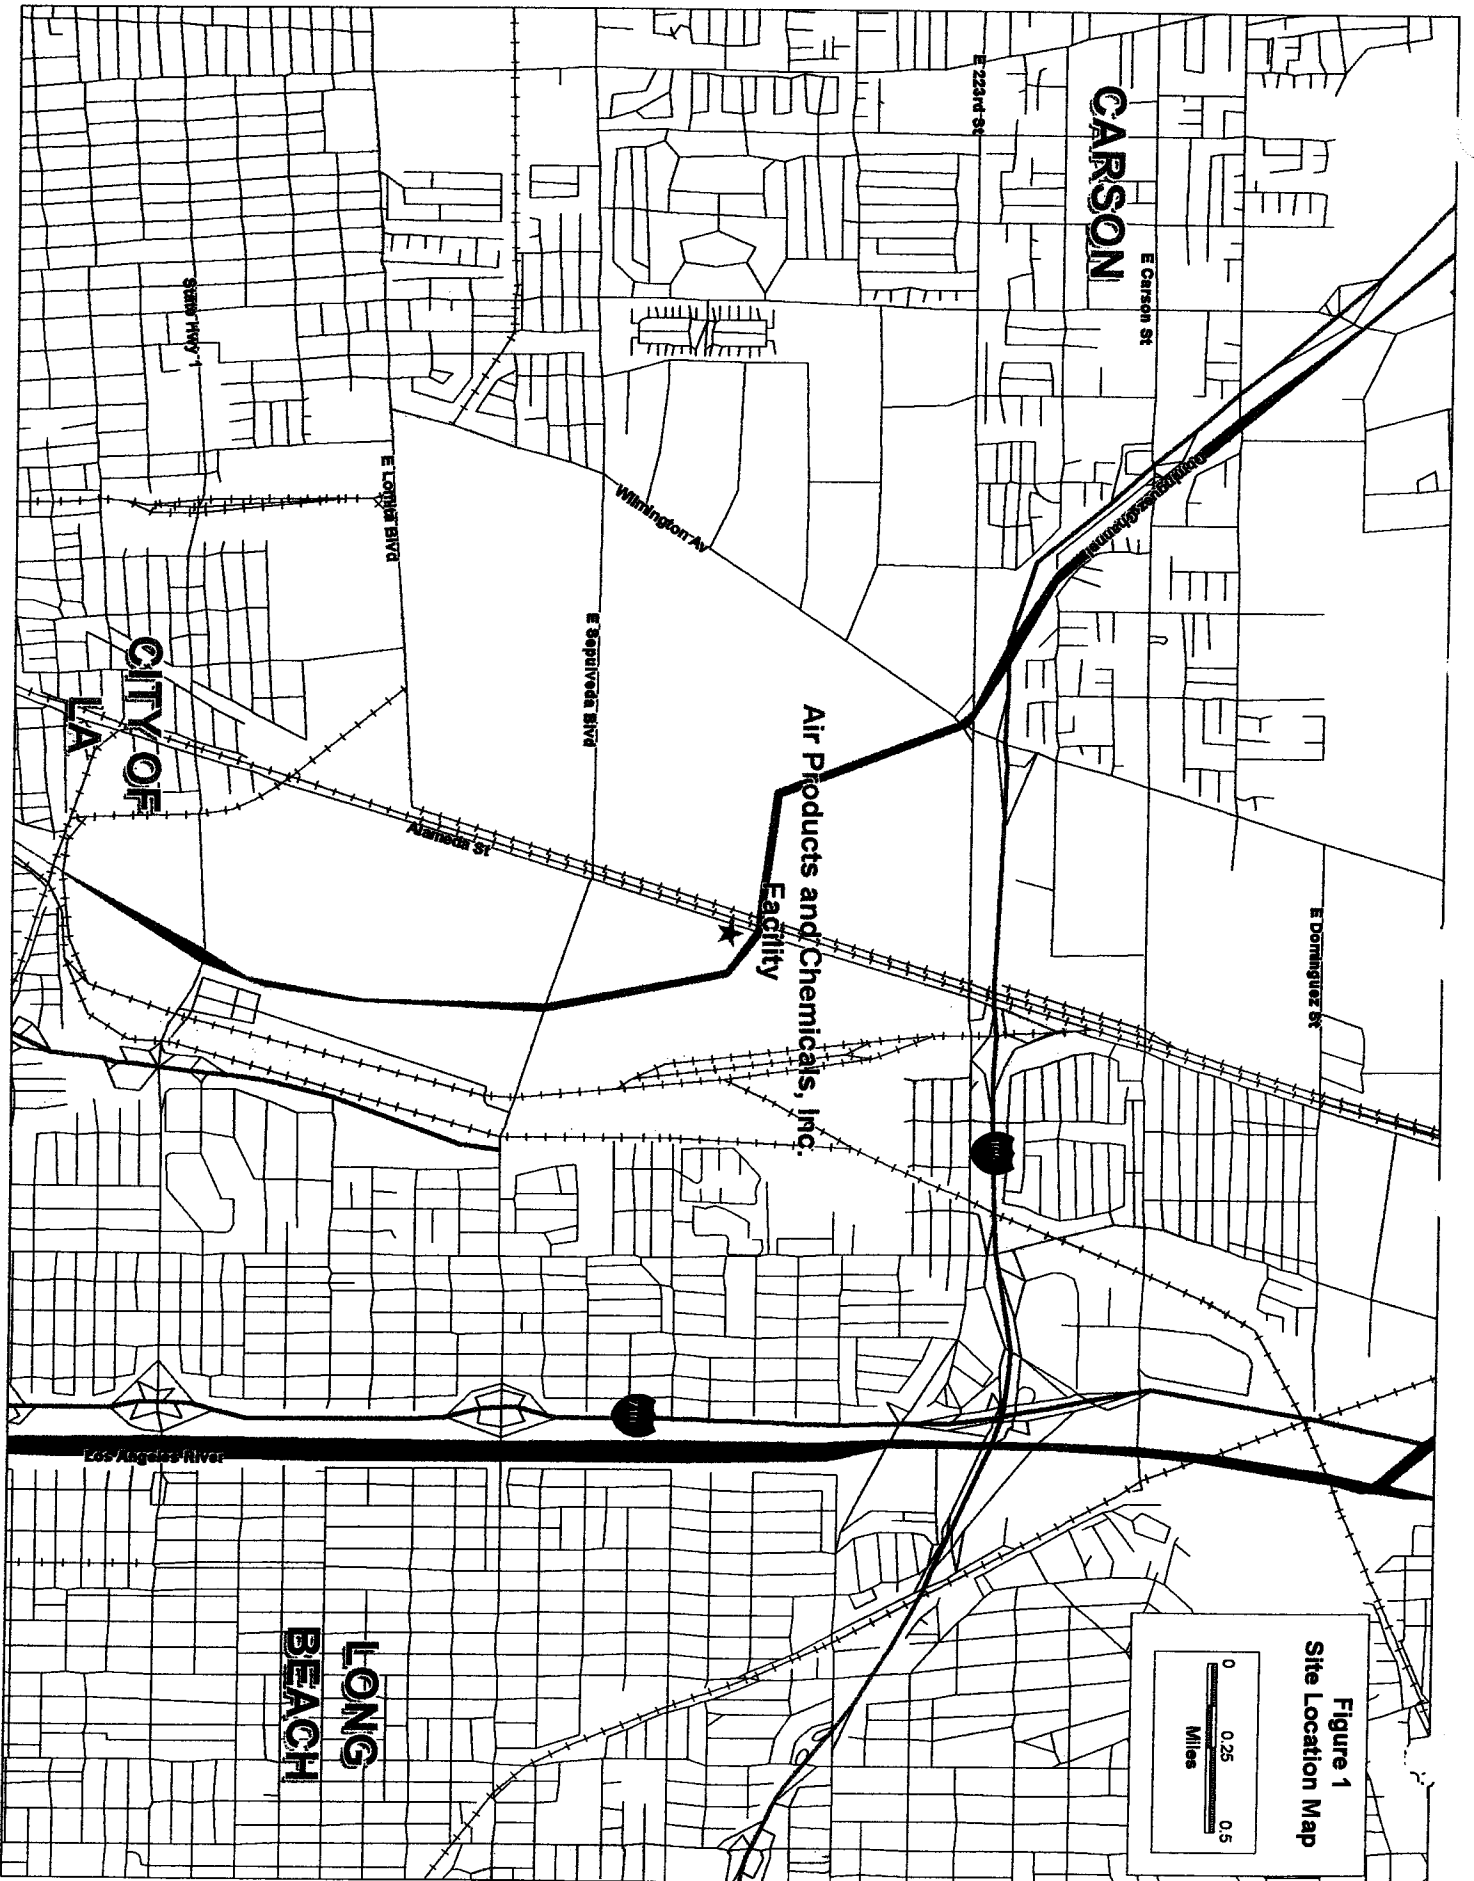 Figure 1
Site Location Map
0 0.25 0.5
Miles
E Dominguez St
E Carson St
CARSON
Dominguez Channel
E 223rd St
Air Products and Chemicals, Inc.
Facility
Wilmington Av
E Sepulveda Blvd
Alameda St
E Lomita Blvd
State Hwy 1
CITY OF
LA
LONG
BEACH
Los Angeles River